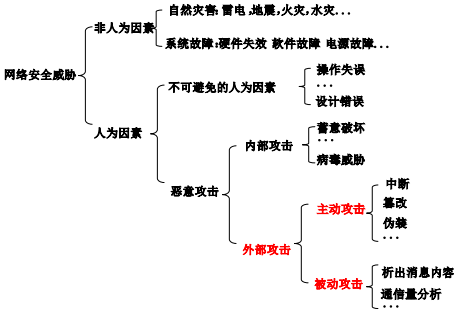 自然灾害:雷电,地震,火灾,水灾...
非人为因素
系统故障:硬件失效 软件故障 电源故障...
网络安全威胁
操作失误
不可避免的人为因素
...
设计错误
人为因素
蓄意破坏
内部攻击
...
病毒威胁
恶意攻击
中断
主动攻击
篡改
伪装
...
外部攻击
析出消息内容
被动攻击
通信量分析
...